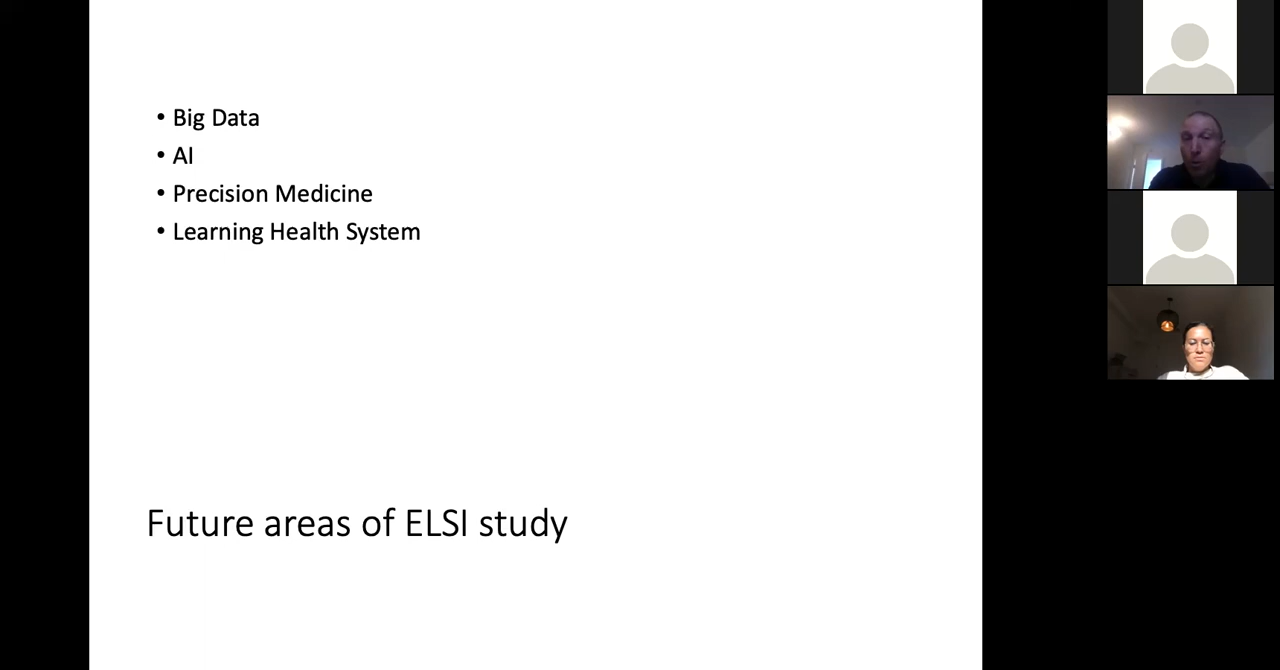 • Big Data
• AI
• Precision Medicine
• Learning Health System
Future areas of ELSI study